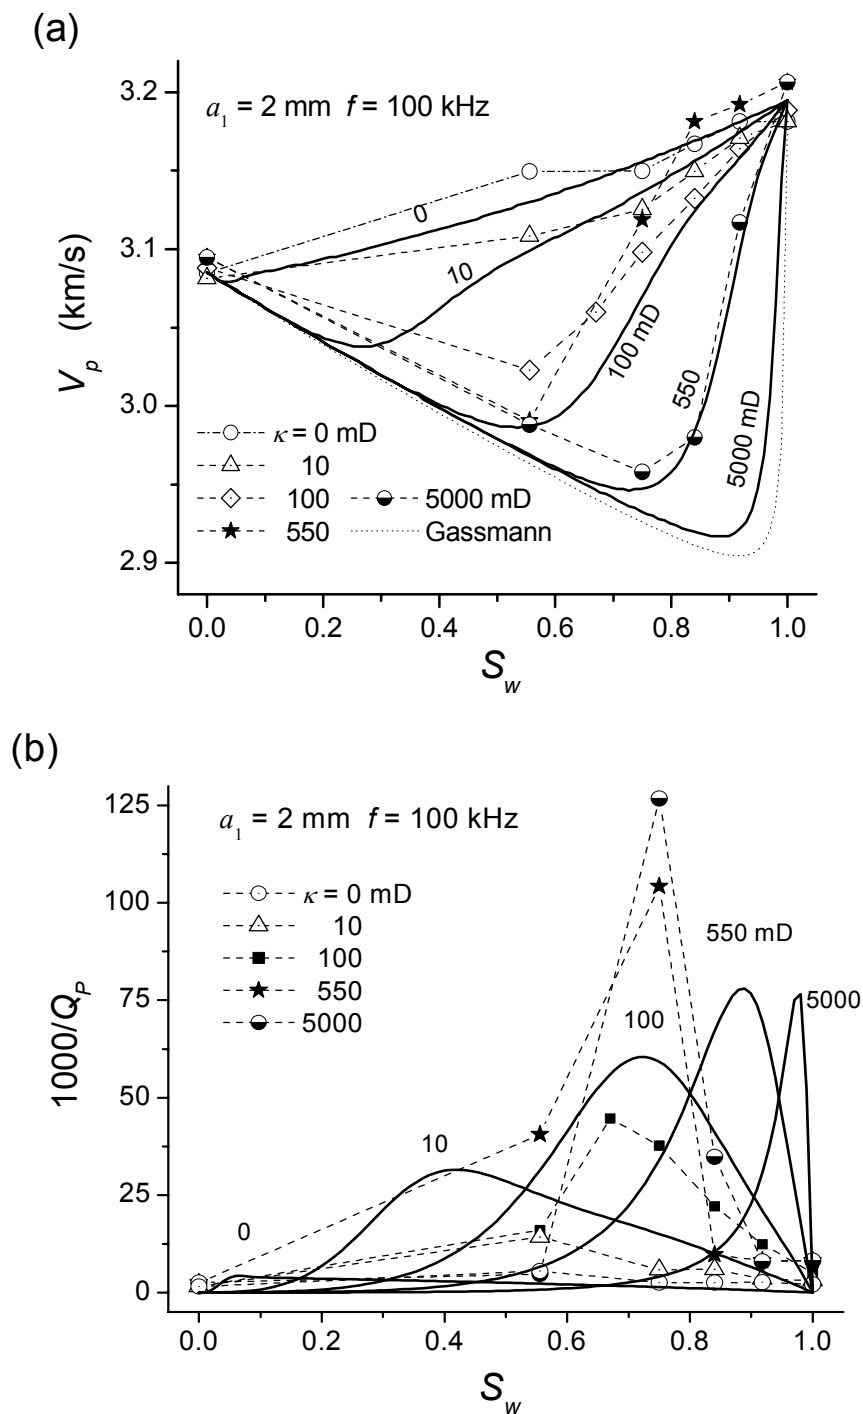 (a)
a₁ = 2 mm f = 100 kHz
3.2
3.1
3.0
2.9
V_p (km/s)
0
10
100 mD
550
5000 mD
κ = 0 mD
10
100
5000 mD
550
Gassmann
0.0 0.2 0.4 0.6 0.8 1.0
S_w
(b)
a₁ = 2 mm f = 100 kHz
125
100
75
50
25
0
1000/Q_P
κ = 0 mD
10
100
550
5000
550 mD
5000
100
10
0
0.0 0.2 0.4 0.6 0.8 1.0
S_w